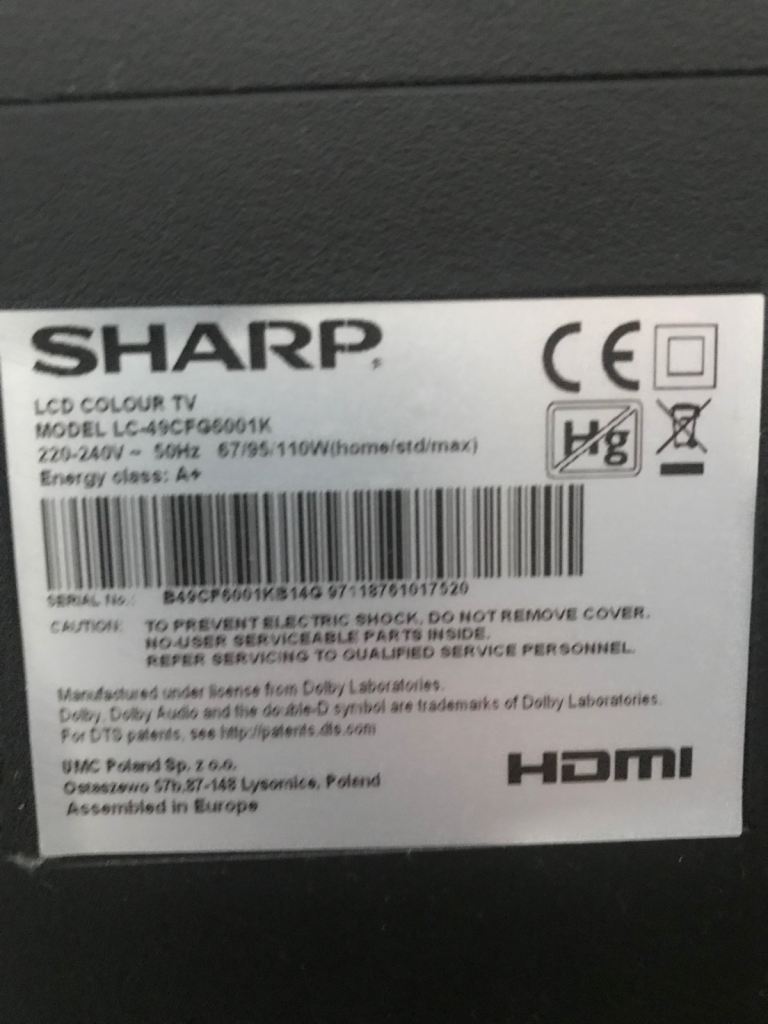 SHARP
LCD COLOUR TV
MODEL LC-49CFG6001K
220-240V ~ 50Hz 67/95/110W(home/std/max)
Energy class: A+
CE
Hg
SERIAL No.: B49CF6001KB14G 97118761017520
CAUTION: TO PREVENT ELECTRIC SHOCK, DO NOT REMOVE COVER.
NO-USER SERVICEABLE PARTS INSIDE.
REFER SERVICING TO QUALIFIED SERVICE PERSONNEL.
Manufactured under license from Dolby Laboratories.
Dolby, Dolby Audio and the double-D symbol are trademarks of Dolby Laboratories.
For DTS patents, see http://patents.dts.com
UMC Poland Sp. z o.o.
Ostaszewo 57b,87-148 Lysomice, Poland
Assembled in Europe
HDMI